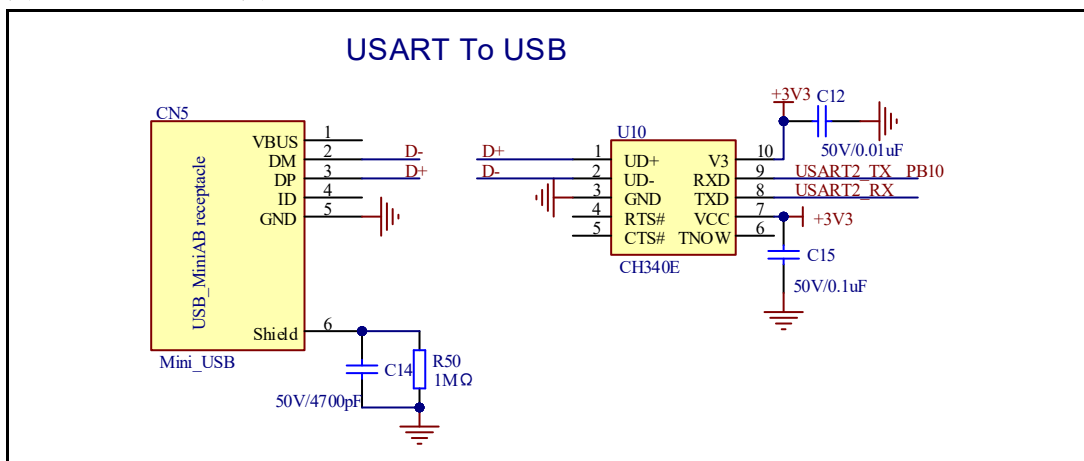 USART To USB
CN5
VBUS 1
DM 2 D-
DP 3 D+
ID 4
GND 5
USB_MiniAB receptacle
Shield 6
Mini_USB
C14
50V/4700pF
R50
1MΩ
U10
D+ 1 UD+
D- 2 UD-
3 GND
4 RTS#
5 CTS#
V3 10
RXD 9 USART2_TX PB10
TXD 8 USART2_RX
VCC 7 +3V3
TNOW 6
CH340E
+3V3
C12
50V/0.01uF
C15
50V/0.1uF